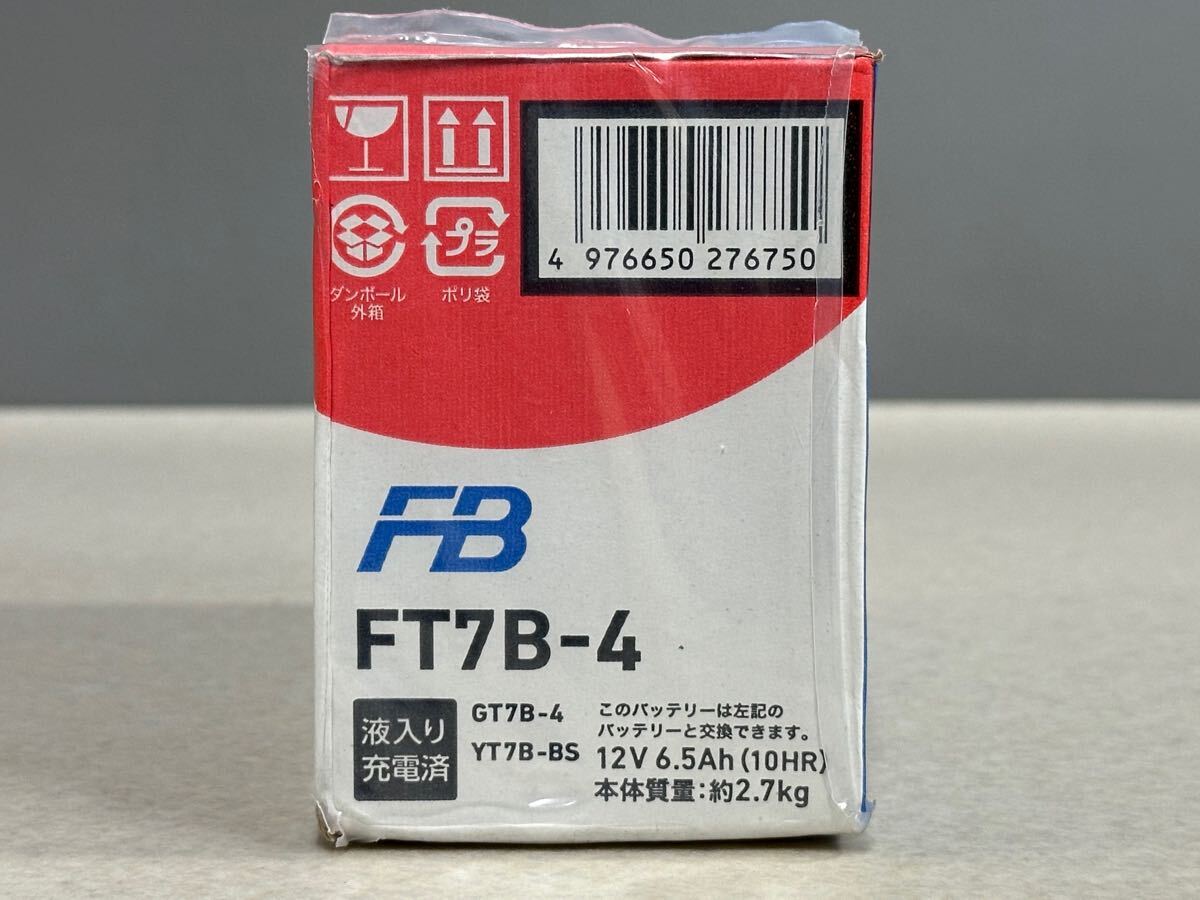 4 976650 276750
プラ
ダンボール
外箱
ポリ袋
FB
FT7B-4
液入り
充電済
GT7B-4
YT7B-BS
このバッテリーは左記の
バッテリーと交換できます。
12V 6.5Ah(10HR)
本体質量:約2.7kg